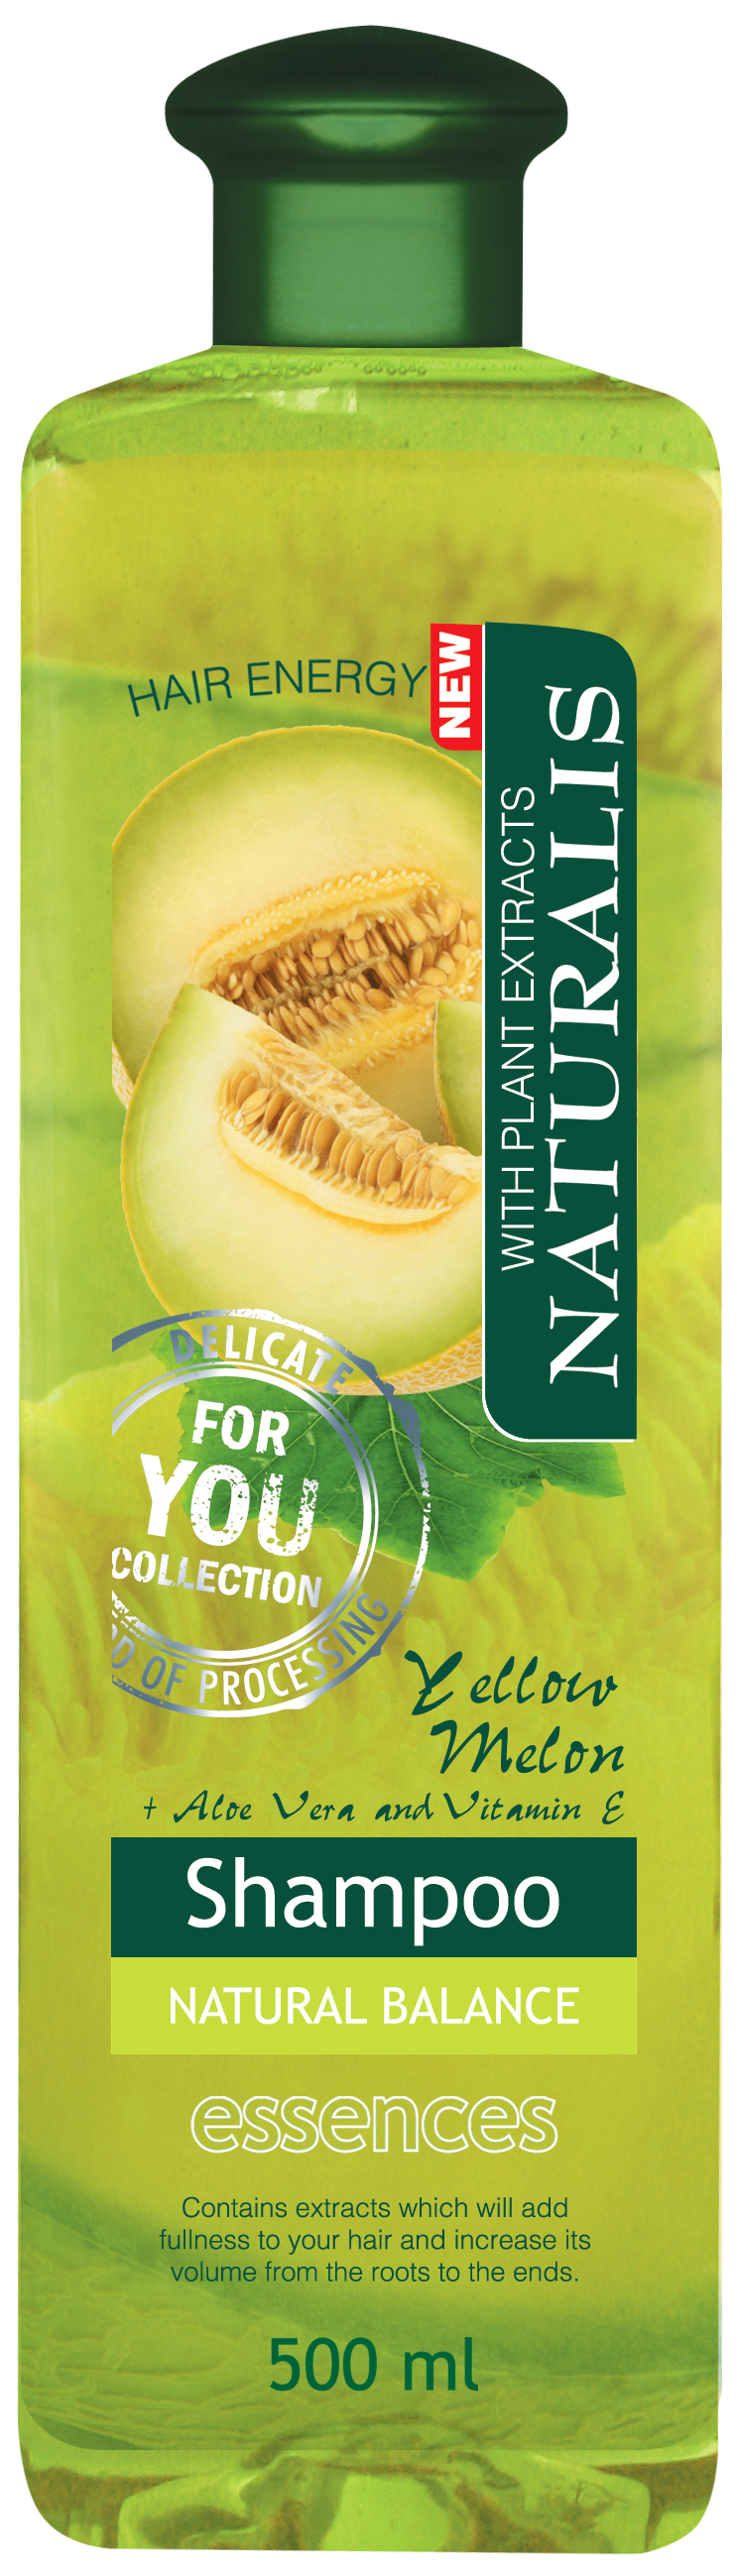 HAIR ENERGY
NEW
WITH PLANT EXTRACTS
NATURALIS
DELICATE
FOR
YOU
COLLECTION
OF PROCESSING
Yellow
Melon
+ Aloe Vera and Vitamin E
Shampoo
NATURAL BALANCE
essences
Contains extracts which will add
fullness to your hair and increase its
volume from the roots to the ends.
500 ml